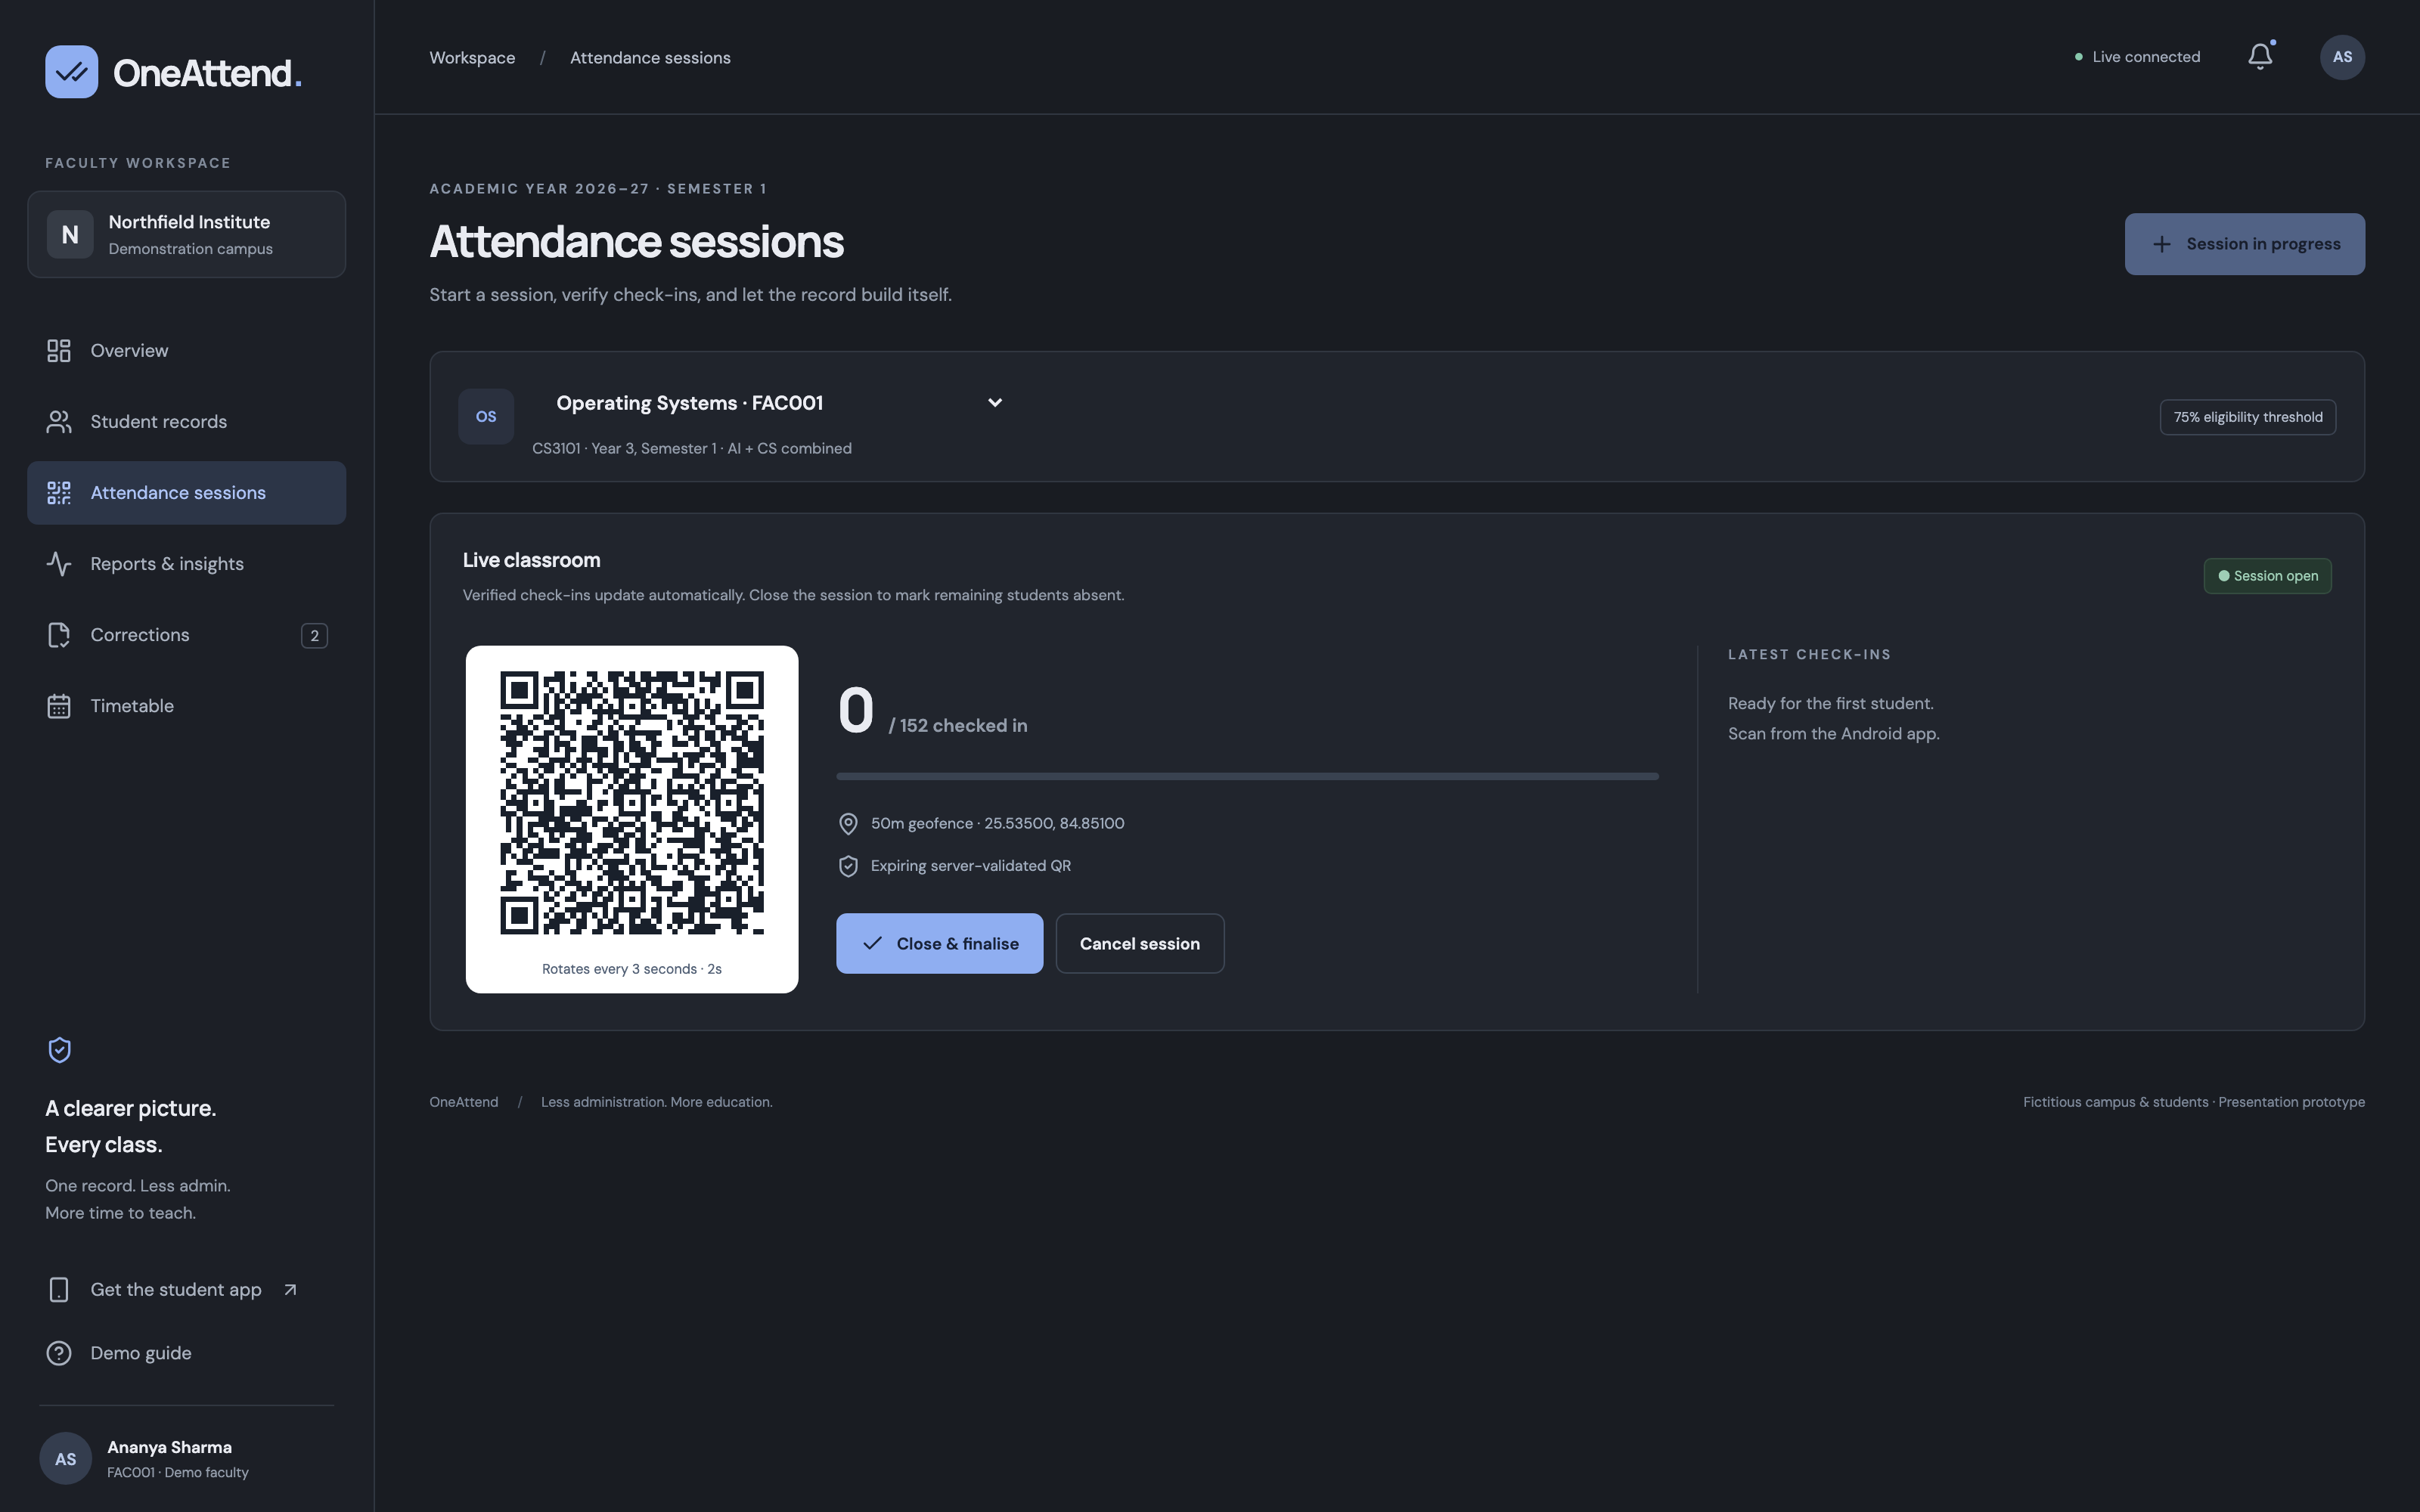 OneAttend.
FACULTY WORKSPACE
N
Northfield Institute
Demonstration campus
Overview
Student records
Attendance sessions
Reports & insights
Corrections
2
Timetable
A clearer picture.
Every class.
One record. Less admin.
More time to teach.
Get the student app
Demo guide
AS
Ananya Sharma
FAC001 · Demo faculty
Workspace / Attendance sessions
Live connected
AS
ACADEMIC YEAR 2026–27 · SEMESTER 1
Attendance sessions
Start a session, verify check-ins, and let the record build itself.
Session in progress
OS
Operating Systems · FAC001
CS3101 · Year 3, Semester 1 · AI + CS combined
75% eligibility threshold
Live classroom
Verified check-ins update automatically. Close the session to mark remaining students absent.
Session open
Rotates every 3 seconds · 2s
0 / 152 checked in
50m geofence · 25.53500, 84.85100
Expiring server-validated QR
Close & finalise
Cancel session
LATEST CHECK-INS
Ready for the first student.
Scan from the Android app.
OneAttend / Less administration. More education.
Fictitious campus & students · Presentation prototype